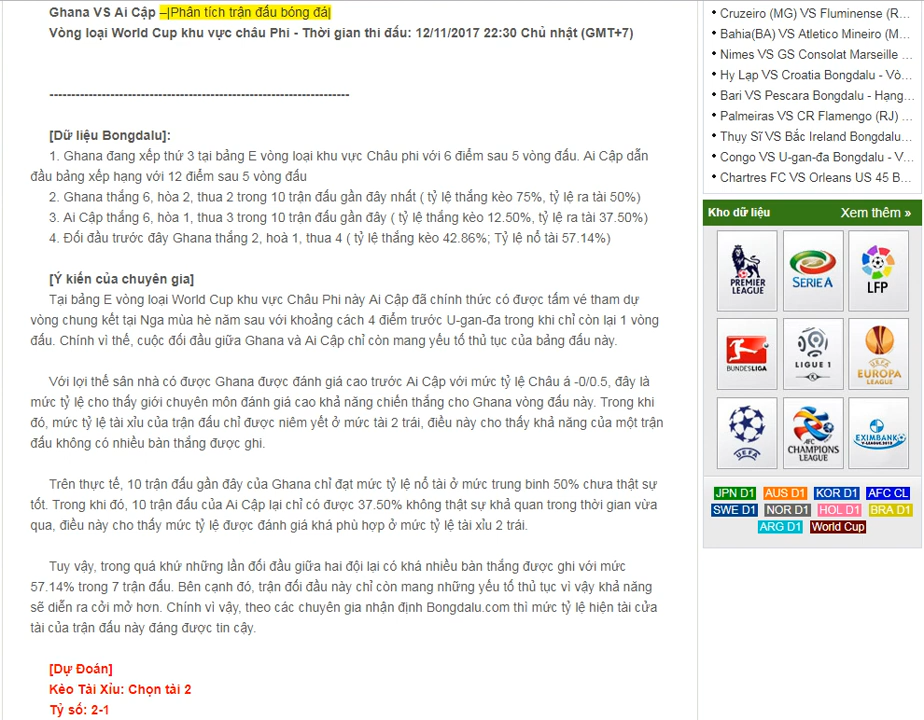 Ghana VS Ai Cập –|Phân tích trận đấu bóng đá|
Vòng loại World Cup khu vực châu Phi - Thời gian thi đấu: 12/11/2017 22:30 Chủ nhật (GMT+7)
---------------------------------------------------------------------
[Dữ liệu Bongdalu]:
1. Ghana đang xếp thứ 3 tại bảng E vòng loại khu vực Châu phi với 6 điểm sau 5 vòng đấu. Ai Cập dẫn
đầu bảng xếp hạng với 12 điểm sau 5 vòng đấu
2. Ghana thắng 6, hòa 2, thua 2 trong 10 trận đấu gần đây nhất ( tỷ lệ thắng kèo 75%, tỷ lệ ra tài 50%)
3. Ai Cập thắng 6, hòa 1, thua 3 trong 10 trận đấu gần đây ( tỷ lệ thắng kèo 12.50%, tỷ lệ ra tài 37.50%)
4. Đối đầu trước đây Ghana thắng 2, hoà 1, thua 4 ( tỷ lệ thắng kèo 42.86%; Tỷ lệ nổ tài 57.14%)
[Ý kiến của chuyên gia]
Tại bảng E vòng loại World Cup khu vực Châu Phi này Ai Cập đã chính thức có được tấm vé tham dự
vòng chung kết tại Nga mùa hè năm sau với khoảng cách 4 điểm trước U-gan-đa trong khi chỉ còn lại 1 vòng
đấu. Chính vì thế, cuộc đối đầu giữa Ghana và Ai Cập chỉ còn mang yếu tố thủ tục của bảng đấu này.
Với lợi thế sân nhà có được Ghana được đánh giá cao trước Ai Cập với mức tỷ lệ Châu á -0/0.5, đây là
mức tỷ lệ cho thấy giới chuyên môn đánh giá cao khả năng chiến thắng cho Ghana vòng đấu này. Trong khi
đó, mức tỷ lệ tài xỉu của trận đấu chỉ được niêm yết ở mức tài 2 trái, điều này cho thấy khả năng của một trận
đấu không có nhiều bàn thắng được ghi.
Trên thực tế, 10 trận đấu gần đây của Ghana chỉ đạt mức tỷ lệ nổ tài ở mức trung bình 50% chưa thật sự
tốt. Trong khi đó, 10 trận đấu của Ai Cập lại chỉ có được 37.50% không thật sự khả quan trong thời gian vừa
qua, điều này cho thấy mức tỷ lệ được đánh giá khá phù hợp ở mức tỷ lệ tài xỉu 2 trái.
Tuy vậy, trong quá khứ những lần đối đầu giữa hai đội lại có khá nhiều bàn thắng được ghi với mức
57.14% trong 7 trận đấu. Bên cạnh đó, trận đối đầu này chỉ còn mang những yếu tố thủ tục vì vậy khả năng
sẽ diễn ra cởi mở hơn. Chính vì vậy, theo các chuyên gia nhận định Bongdalu.com thì mức tỷ lệ hiện tài cửa
tài của trận đấu này đáng được tin cậy.
[Dự Đoán]
Kèo Tài Xỉu: Chọn tài 2
Tỷ số: 2-1
• Cruzeiro (MG) VS Fluminense (R...
• Bahia(BA) VS Atletico Mineiro (M...
• Nimes VS GS Consolat Marseille ...
• Hy Lạp VS Croatia Bongdalu - Vò...
• Bari VS Pescara Bongdalu - Hạng...
• Palmeiras VS CR Flamengo (RJ) ...
• Thụy Sĩ VS Bắc Ireland Bongdalu...
• Congo VS U-gan-đa Bongdalu - V...
• Chartres FC VS Orleans US 45 B...
Kho dữ liệu Xem thêm »
PREMIER LEAGUE
SERIE A
LFP
BUNDESLIGA
LIGUE 1
UEFA EUROPA LEAGUE
UEFA
AFC CHAMPIONS LEAGUE
EXIMBANK
V.LEAGUE 2012
JPN D1 AUS D1 KOR D1 AFC CL
SWE D1 NOR D1 HOL D1 BRA D1
ARG D1 World Cup